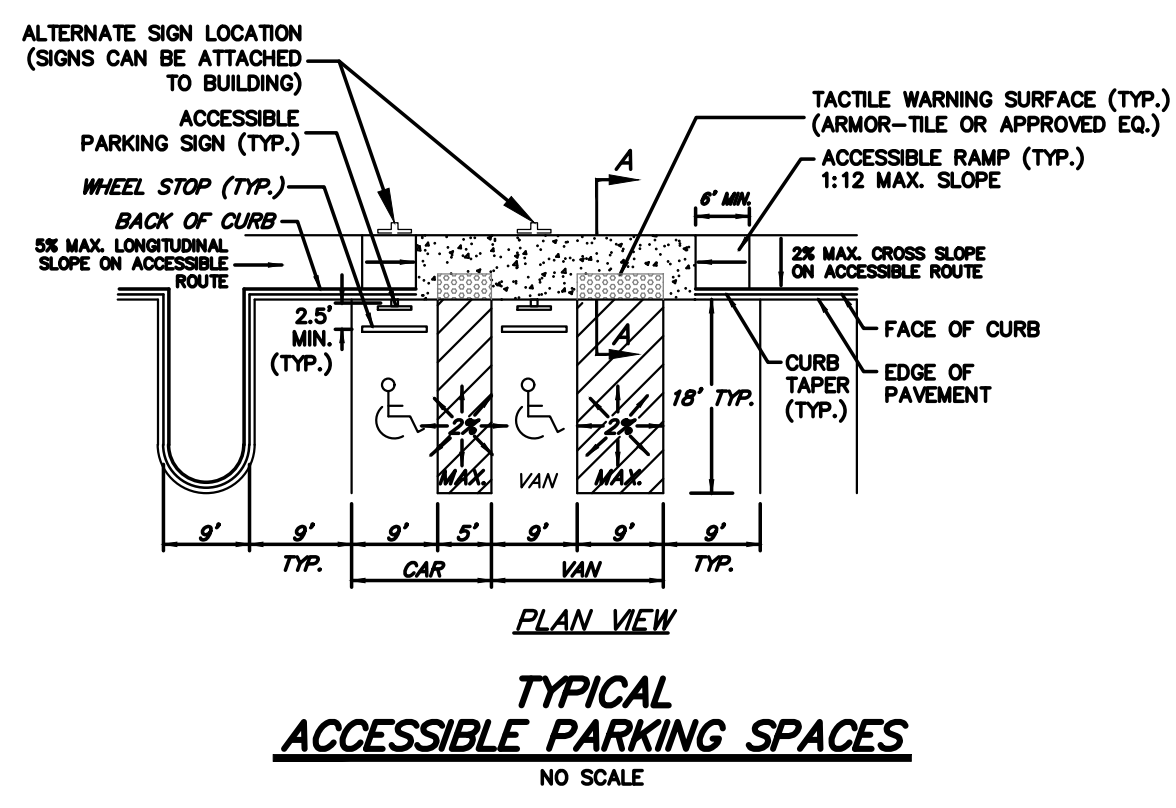 ALTERNATE SIGN LOCATION
(SIGNS CAN BE ATTACHED
TO BUILDING)
ACCESSIBLE
PARKING SIGN (TYP.)
WHEEL STOP (TYP.)
BACK OF CURB
5% MAX. LONGITUDINAL
SLOPE ON ACCESSIBLE
ROUTE
TACTILE WARNING SURFACE (TYP.)
(ARMOR-TILE OR APPROVED EQ.)
ACCESSIBLE RAMP (TYP.)
1:12 MAX. SLOPE
A
6' MIN.
2% MAX. CROSS SLOPE
ON ACCESSIBLE ROUTE
2.5'
MIN.
(TYP.)
A
FACE OF CURB
CURB
TAPER
(TYP.)
EDGE OF
PAVEMENT
18' TYP.
2%
MAX.
VAN
2%
MAX.
9'
9'
TYP.
9'
5'
9'
9'
9'
TYP.
CAR
VAN
PLAN VIEW
TYPICAL
ACCESSIBLE PARKING SPACES
NO SCALE